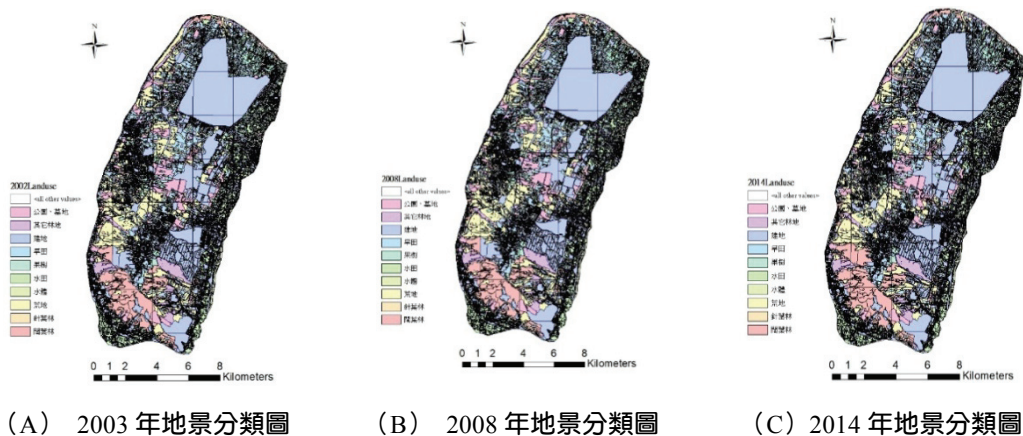 N
2002Landuse
<all other values>
公園、墓地
其它林地
建地
旱田
果樹
水田
水體
荒地
針葉林
闊葉林
0 1 2 4 6 8
Kilometers
(A) 2003 年地景分類圖
N
2008Landuse
<all other values>
公園、墓地
其它林地
建地
旱田
果樹
水田
水體
荒地
針葉林
闊葉林
0 1 2 4 6 8
Kilometers
(B) 2008 年地景分類圖
N
2014Landuse
<all other values>
公園、墓地
其它林地
建地
旱田
果樹
水田
水體
荒地
針葉林
闊葉林
0 1 2 4 6 8
Kilometers
(C) 2014 年地景分類圖